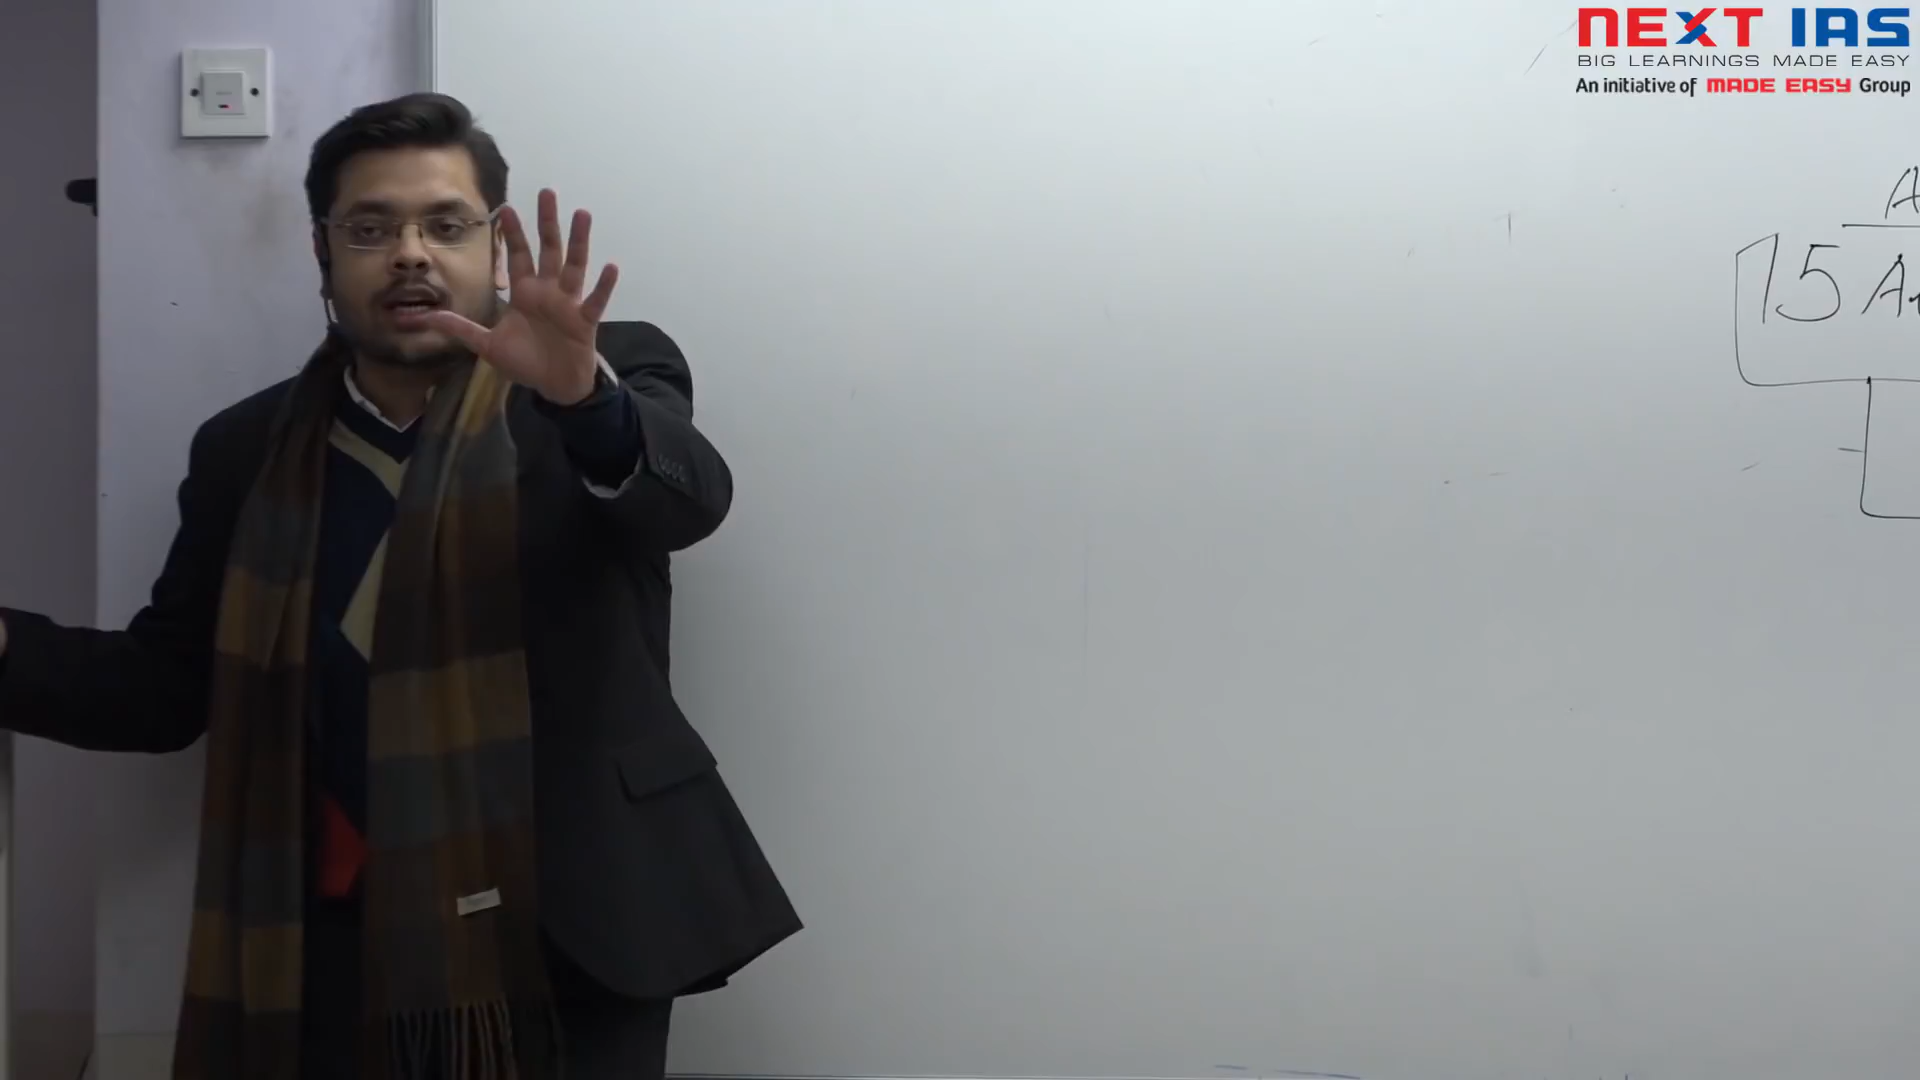 NEXT IAS
BIG LEARNINGS MADE EASY
An initiative of MADE EASY Group
A
15 A